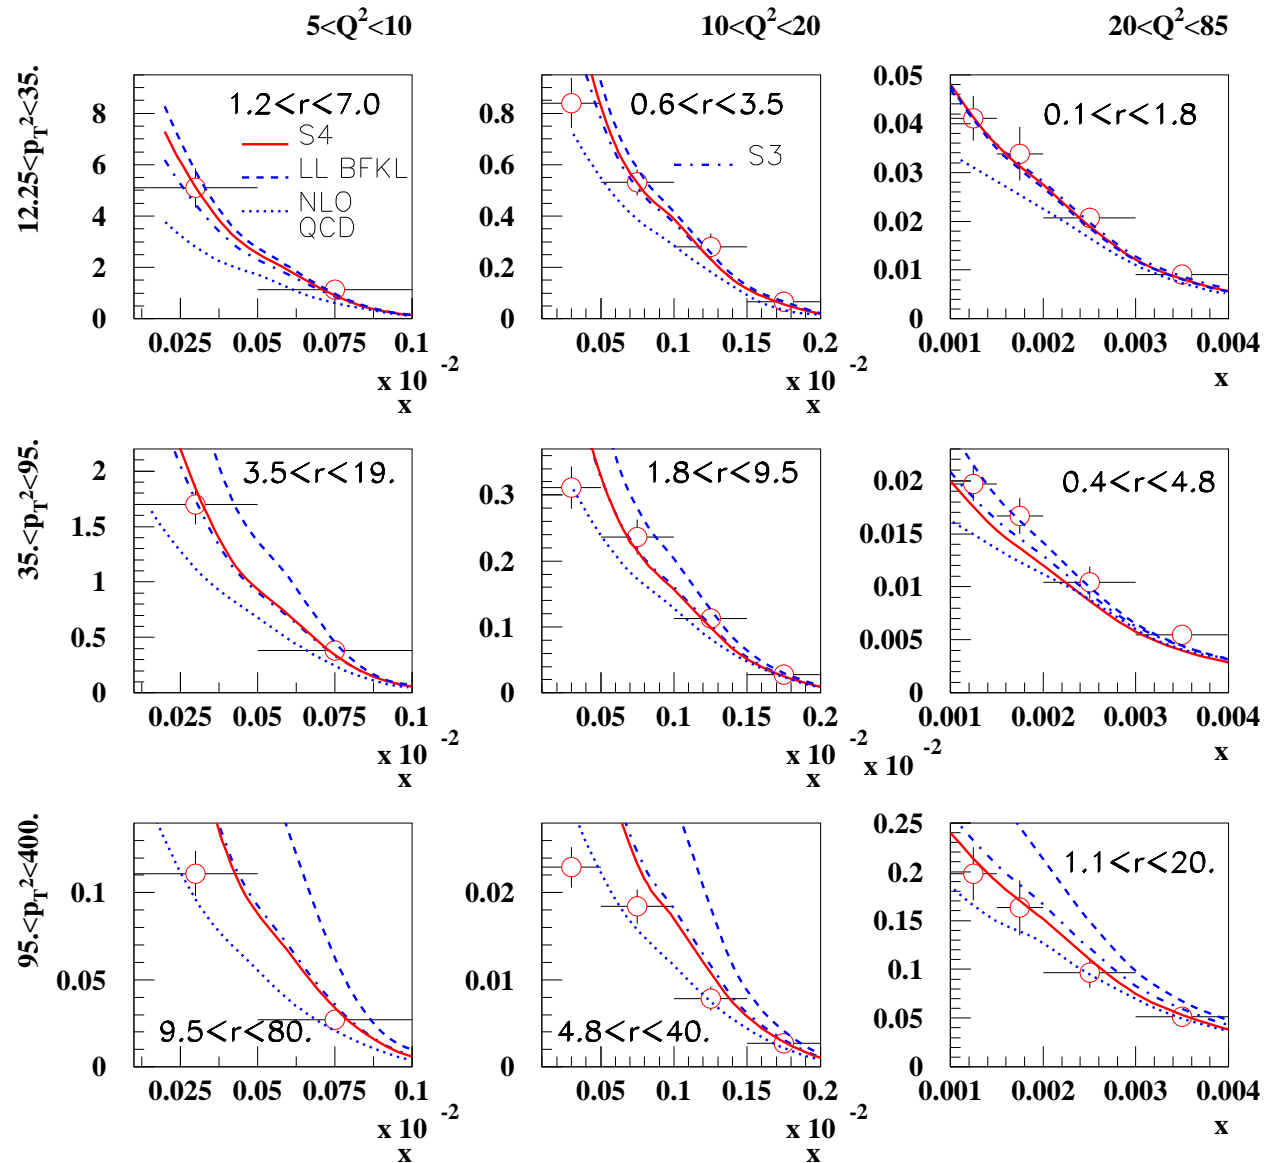 5<Q²<10
10<Q²<20
20<Q²<85
12.25<p_T²<35.
8
6
4
2
0
1.2<r<7.0
S4
LL BFKL
NLO
QCD
0.025 0.05 0.075 0.1
x 10 -2
x
0.8
0.6
0.4
0.2
0
0.6<r<3.5
S3
0.05 0.1 0.15 0.2
x 10 -2
x
0.05
0.04
0.03
0.02
0.01
0
0.1<r<1.8
0.001 0.002 0.003 0.004
x
35.<p_T²<95.
2
1.5
1
0.5
0
3.5<r<19.
0.025 0.05 0.075 0.1
x 10 -2
x
0.3
0.2
0.1
0
1.8<r<9.5
0.05 0.1 0.15 0.2
x 10 -2
x
0.02
0.015
0.01
0.005
0
0.4<r<4.8
0.001 0.002 0.003 0.004
x 10 -2
x
95.<p_T²<400.
0.1
0.05
0
9.5<r<80.
0.025 0.05 0.075 0.1
x 10 -2
x
0.02
0.01
0
4.8<r<40.
0.05 0.1 0.15 0.2
x 10 -2
x
0.25
0.2
0.15
0.1
0.05
0
1.1<r<20.
0.001 0.002 0.003 0.004
x